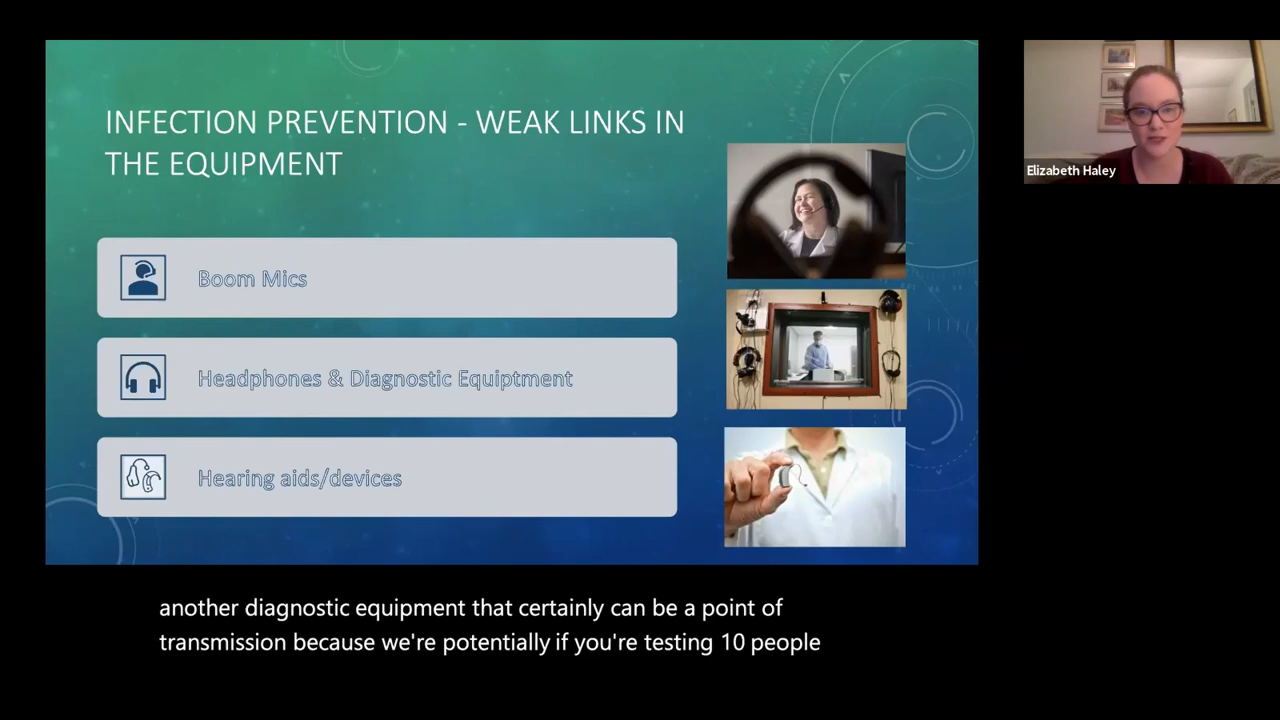 INFECTION PREVENTION - WEAK LINKS IN
THE EQUIPMENT
Boom Mics
Headphones & Diagnostic Equiptment
Hearing aids/devices
Elizabeth Haley
another diagnostic equipment that certainly can be a point of
transmission because we're potentially if you're testing 10 people